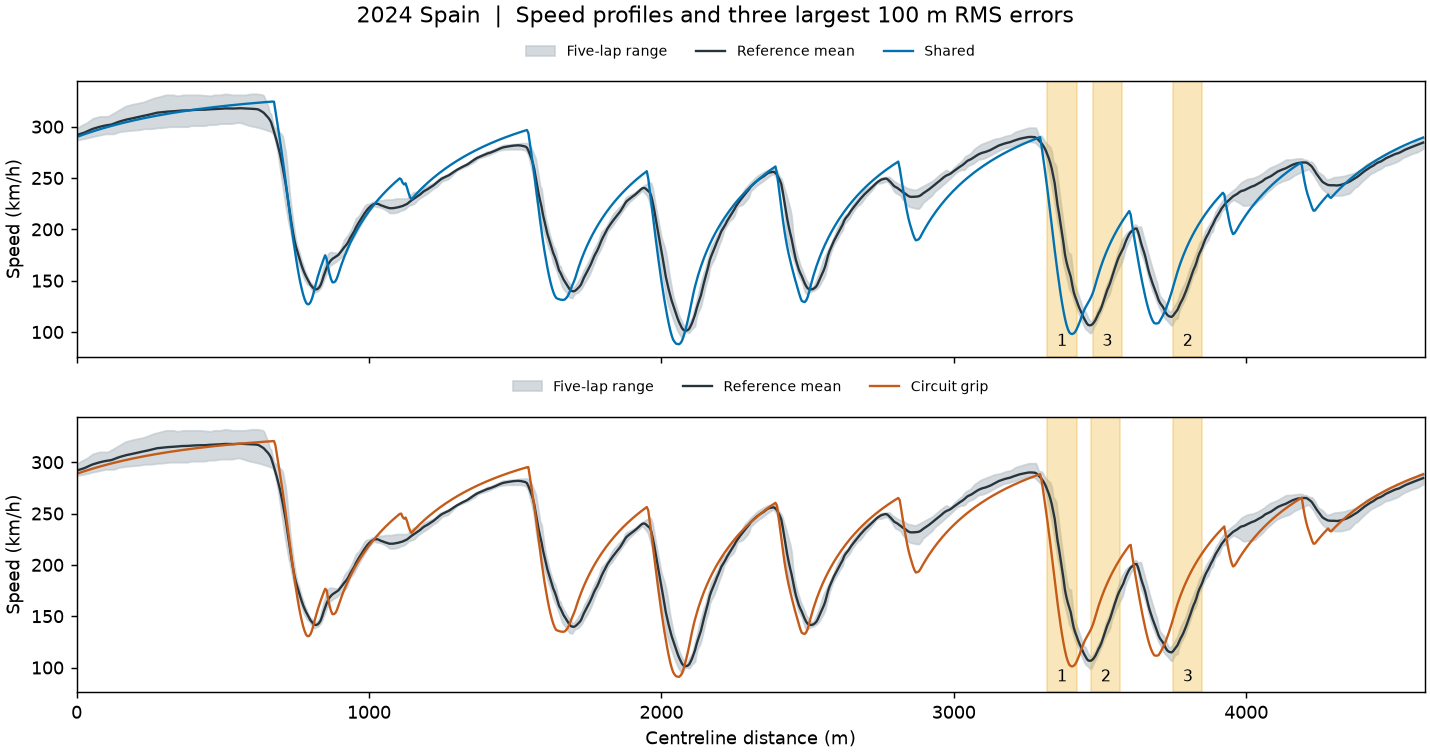 2024 Spain | Speed profiles and three largest 100 m RMS errors
Five-lap range Reference mean Shared
Speed (km/h)
300
250
200
150
100
1 3 2
Five-lap range Reference mean Circuit grip
Speed (km/h)
300
250
200
150
100
1 2 3
0 1000 2000 3000 4000
Centreline distance (m)